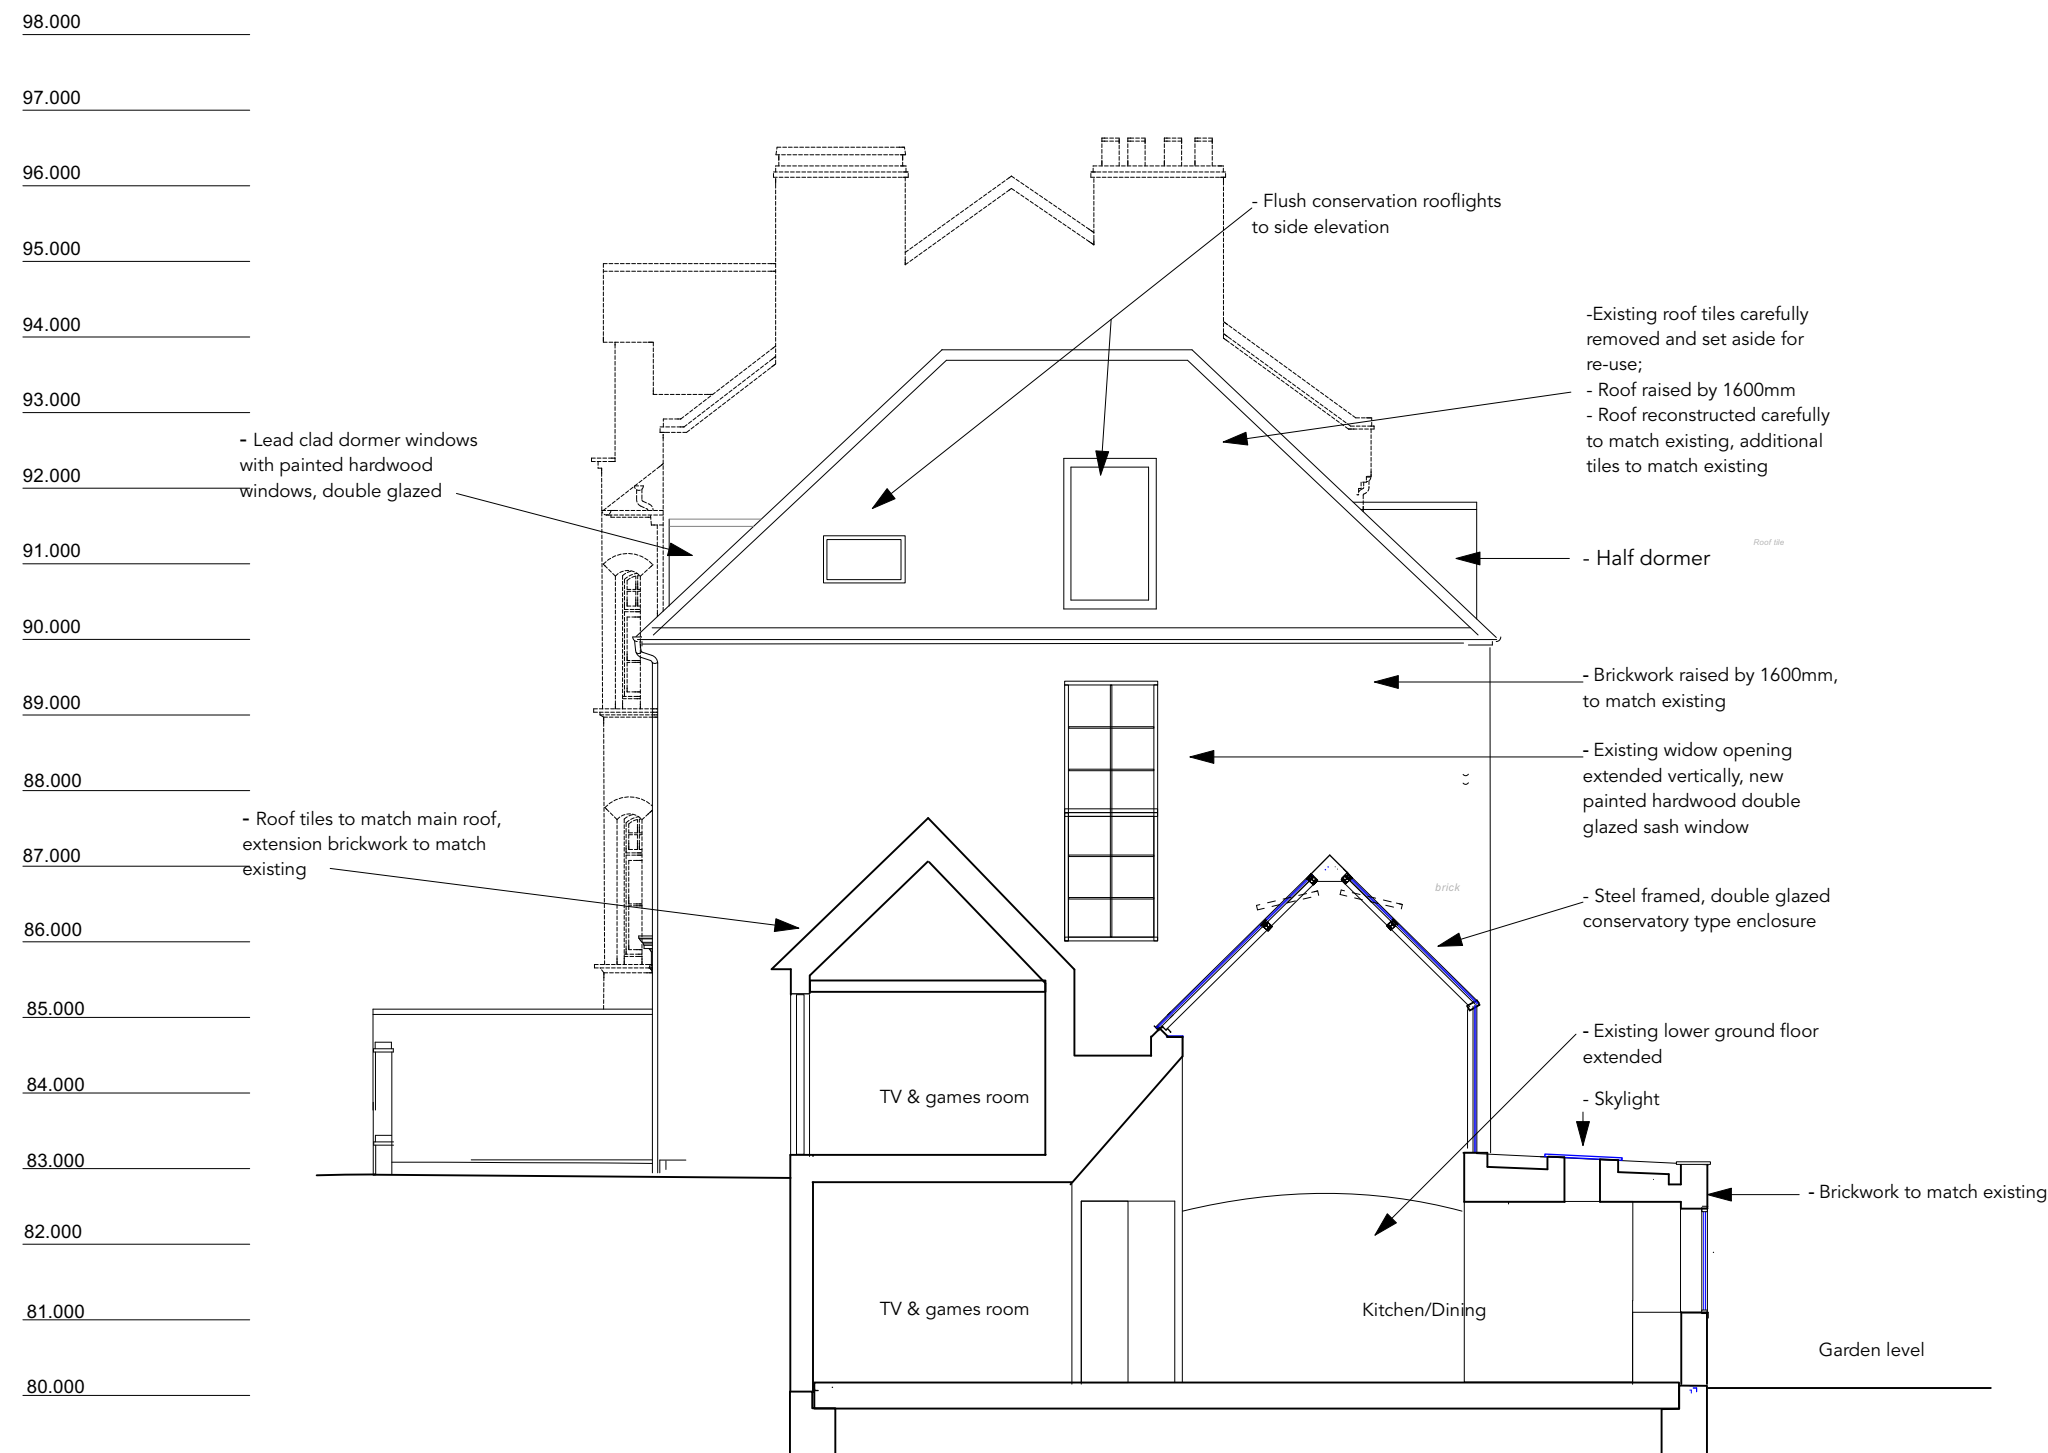 98.000
97.000
96.000
95.000
94.000
93.000
92.000
91.000
90.000
89.000
88.000
87.000
86.000
85.000
84.000
83.000
82.000
81.000
80.000
- Flush conservation rooflights
to side elevation
-Existing roof tiles carefully
removed and set aside for
re-use;
- Roof raised by 1600mm
- Roof reconstructed carefully
to match existing, additional
tiles to match existing
- Lead clad dormer windows
with painted hardwood
windows, double glazed
Roof tile
- Half dormer
- Brickwork raised by 1600mm,
to match existing
- Existing widow opening
extended vertically, new
painted hardwood double
glazed sash window
- Roof tiles to match main roof,
extension brickwork to match
existing
brick
- Steel framed, double glazed
conservatory type enclosure
- Existing lower ground floor
extended
- Skylight
TV & games room
- Brickwork to match existing
TV & games room
Kitchen/Dining
Garden level